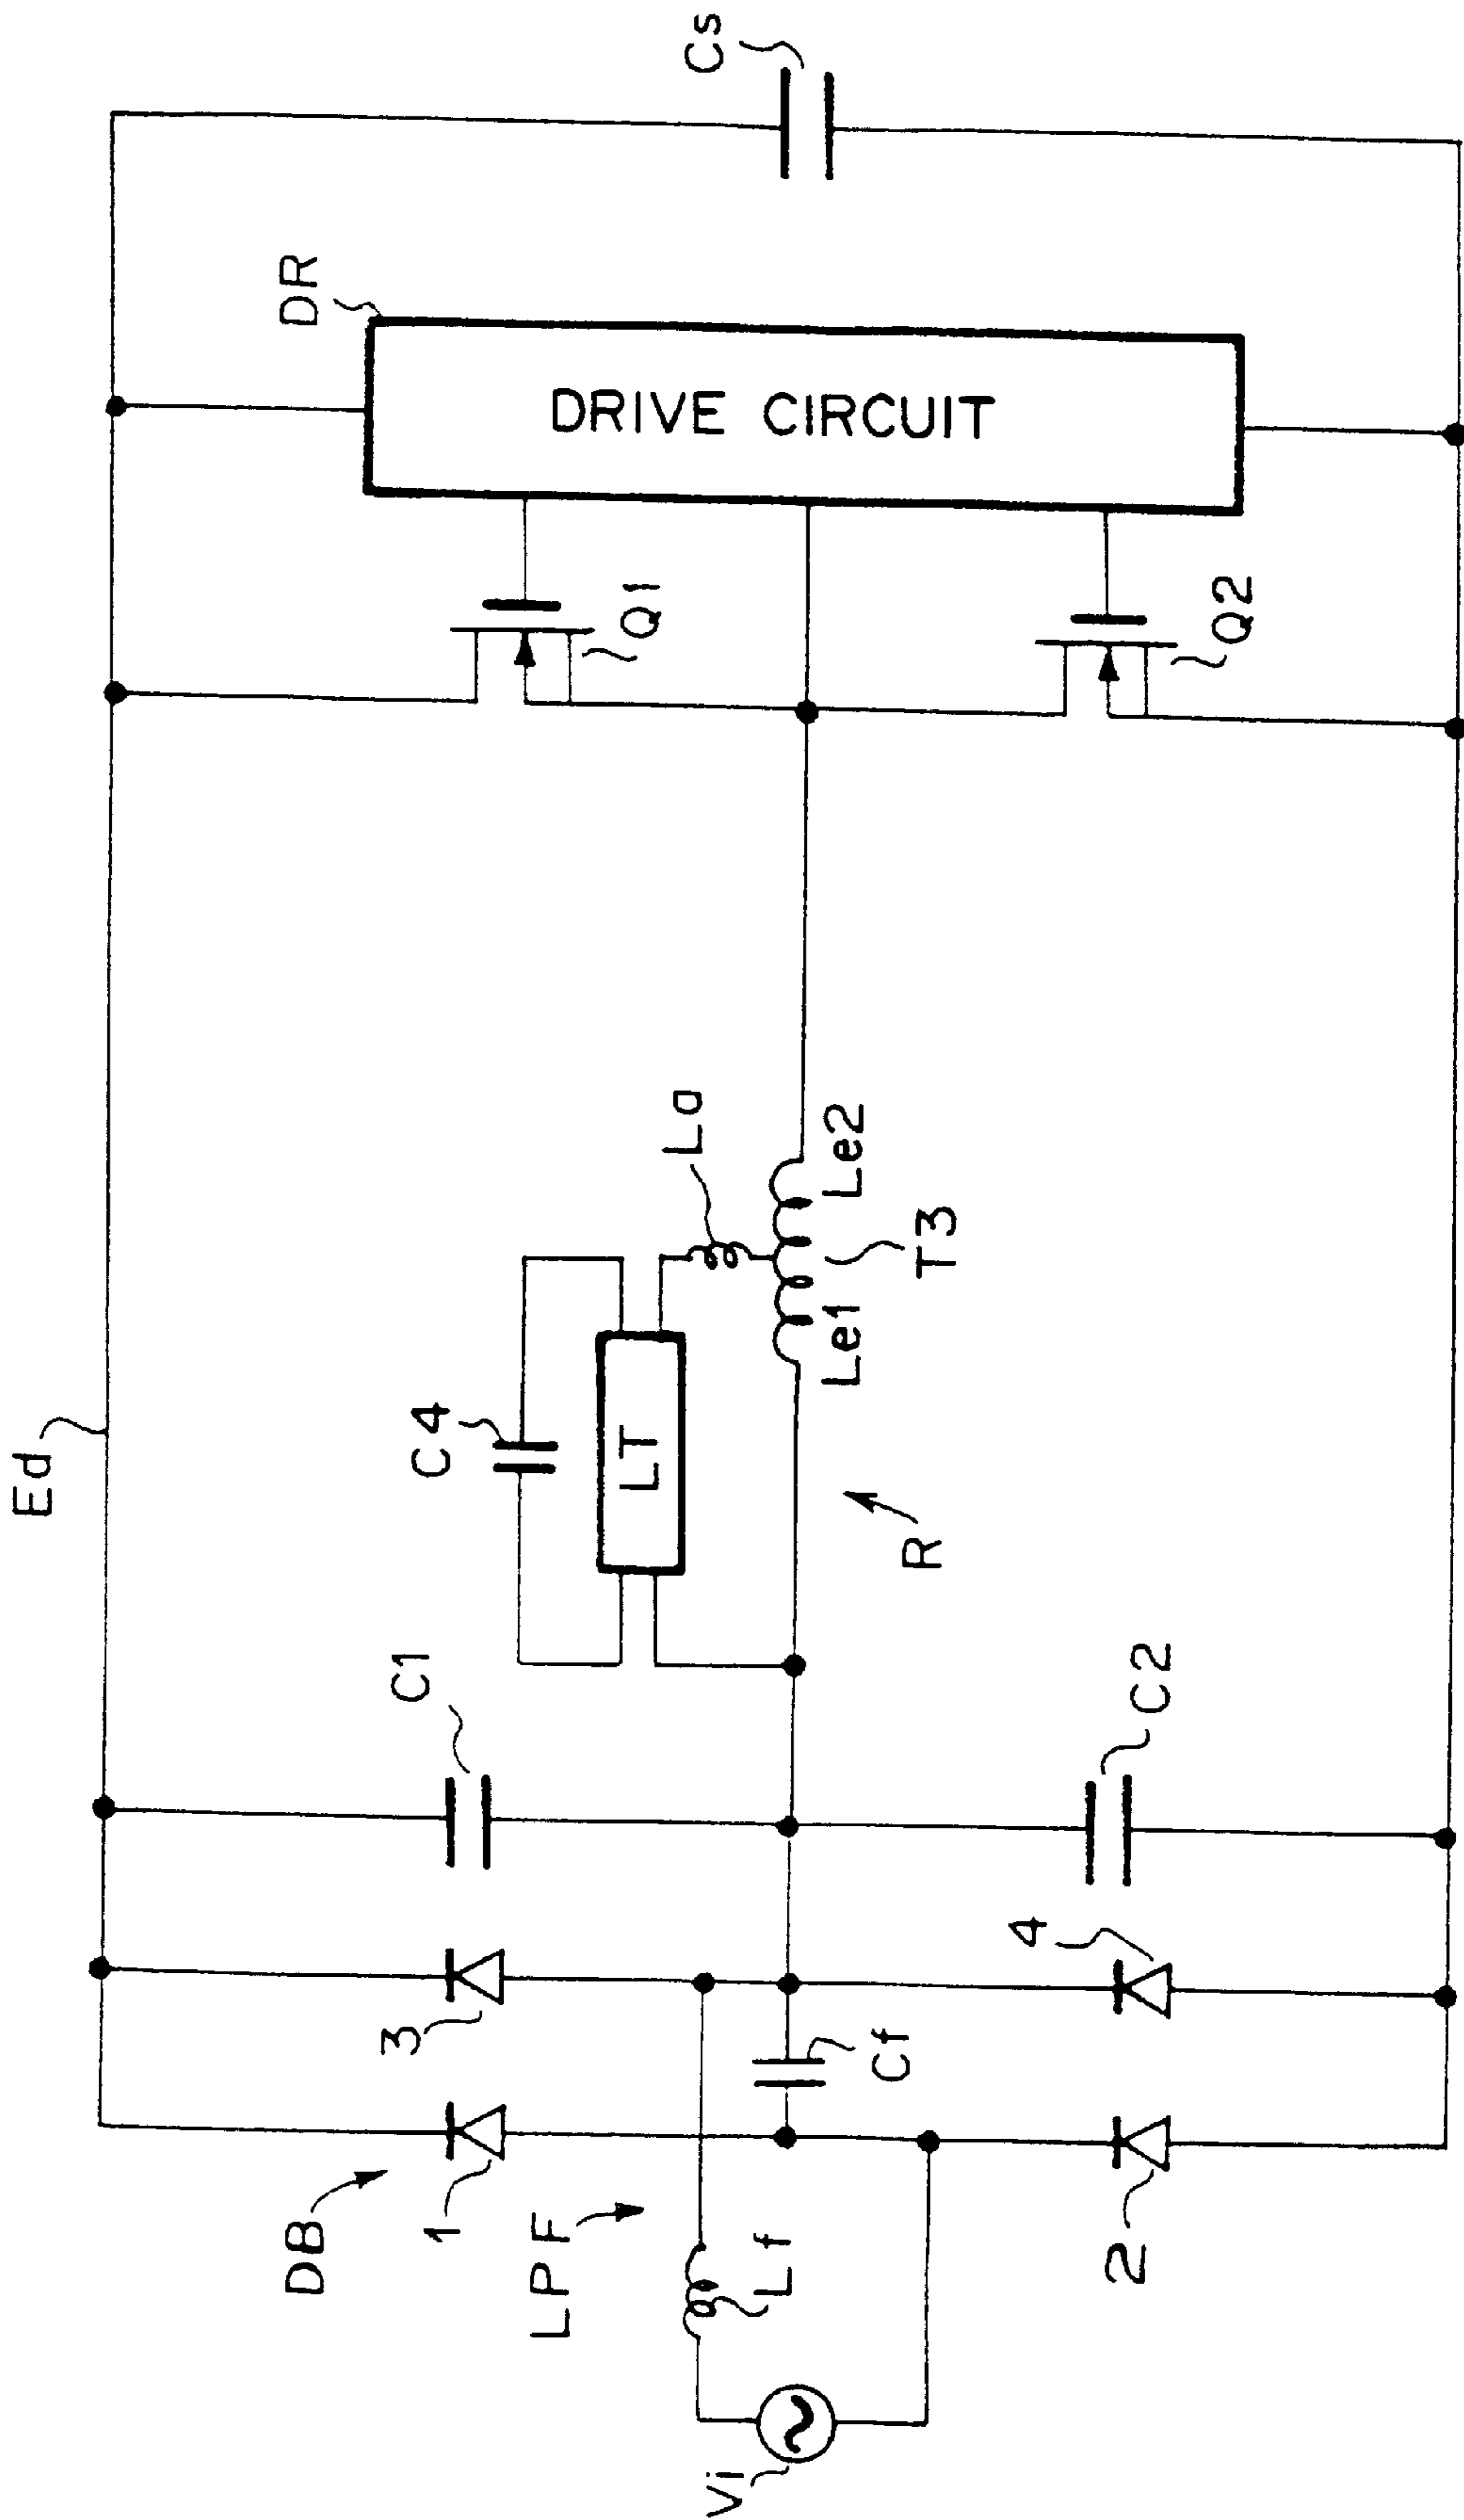 Ed
DR
Cs
DRIVE CIRCUIT
Q1
Q2
La
Le1
Le2
T3
C4
LT
R
C1
C2
3
4
Cf
DB
1
LPF
Lf
2
Vi